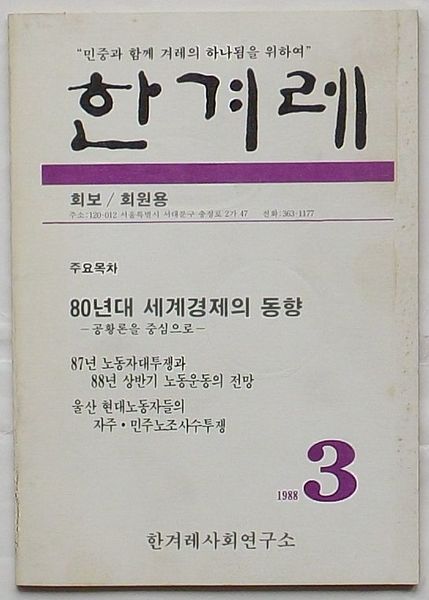 “민중과 함께 겨레의 하나됨을 위하여”
한겨레
회보 / 회원용
주소:120-012 서울특별시 서대문구 충정로 2가 47 전화:363-1177
주요목차
80년대 세계경제의 동향
－공황론을 중심으로－
87년 노동자대투쟁과
88년 상반기 노동운동의 전망
울산 현대노동자들의
자주·민주노조사수투쟁
1988 3
한겨레사회연구소